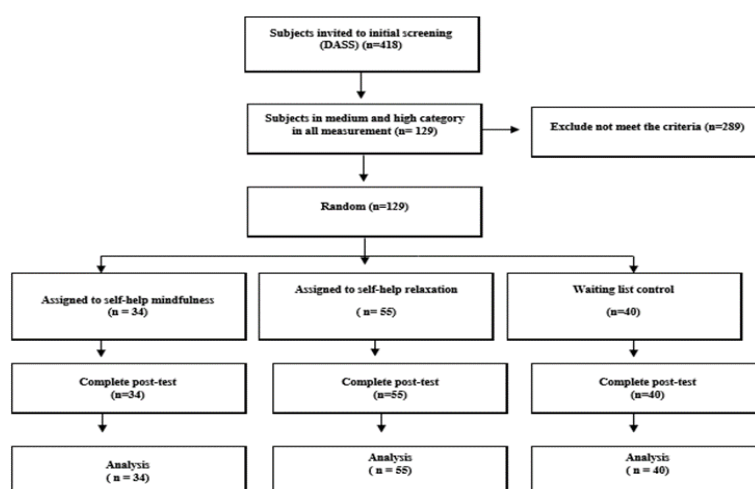 Subjects invited to initial screening
(DASS) (n=418)
Subjects in medium and high category
in all measurement (n= 129)
Exclude not meet the criteria (n=289)
Random (n=129)
Assigned to self-help mindfulness
(n = 34)
Assigned to self-help relaxation
( n= 55)
Waiting list control
(n=40)
Complete post-test
(n=34)
Complete post-test
(n=55)
Complete post-test
(n=40)
Analysis
( n = 34)
Analysis
( n = 55)
Analysis
( n = 40)